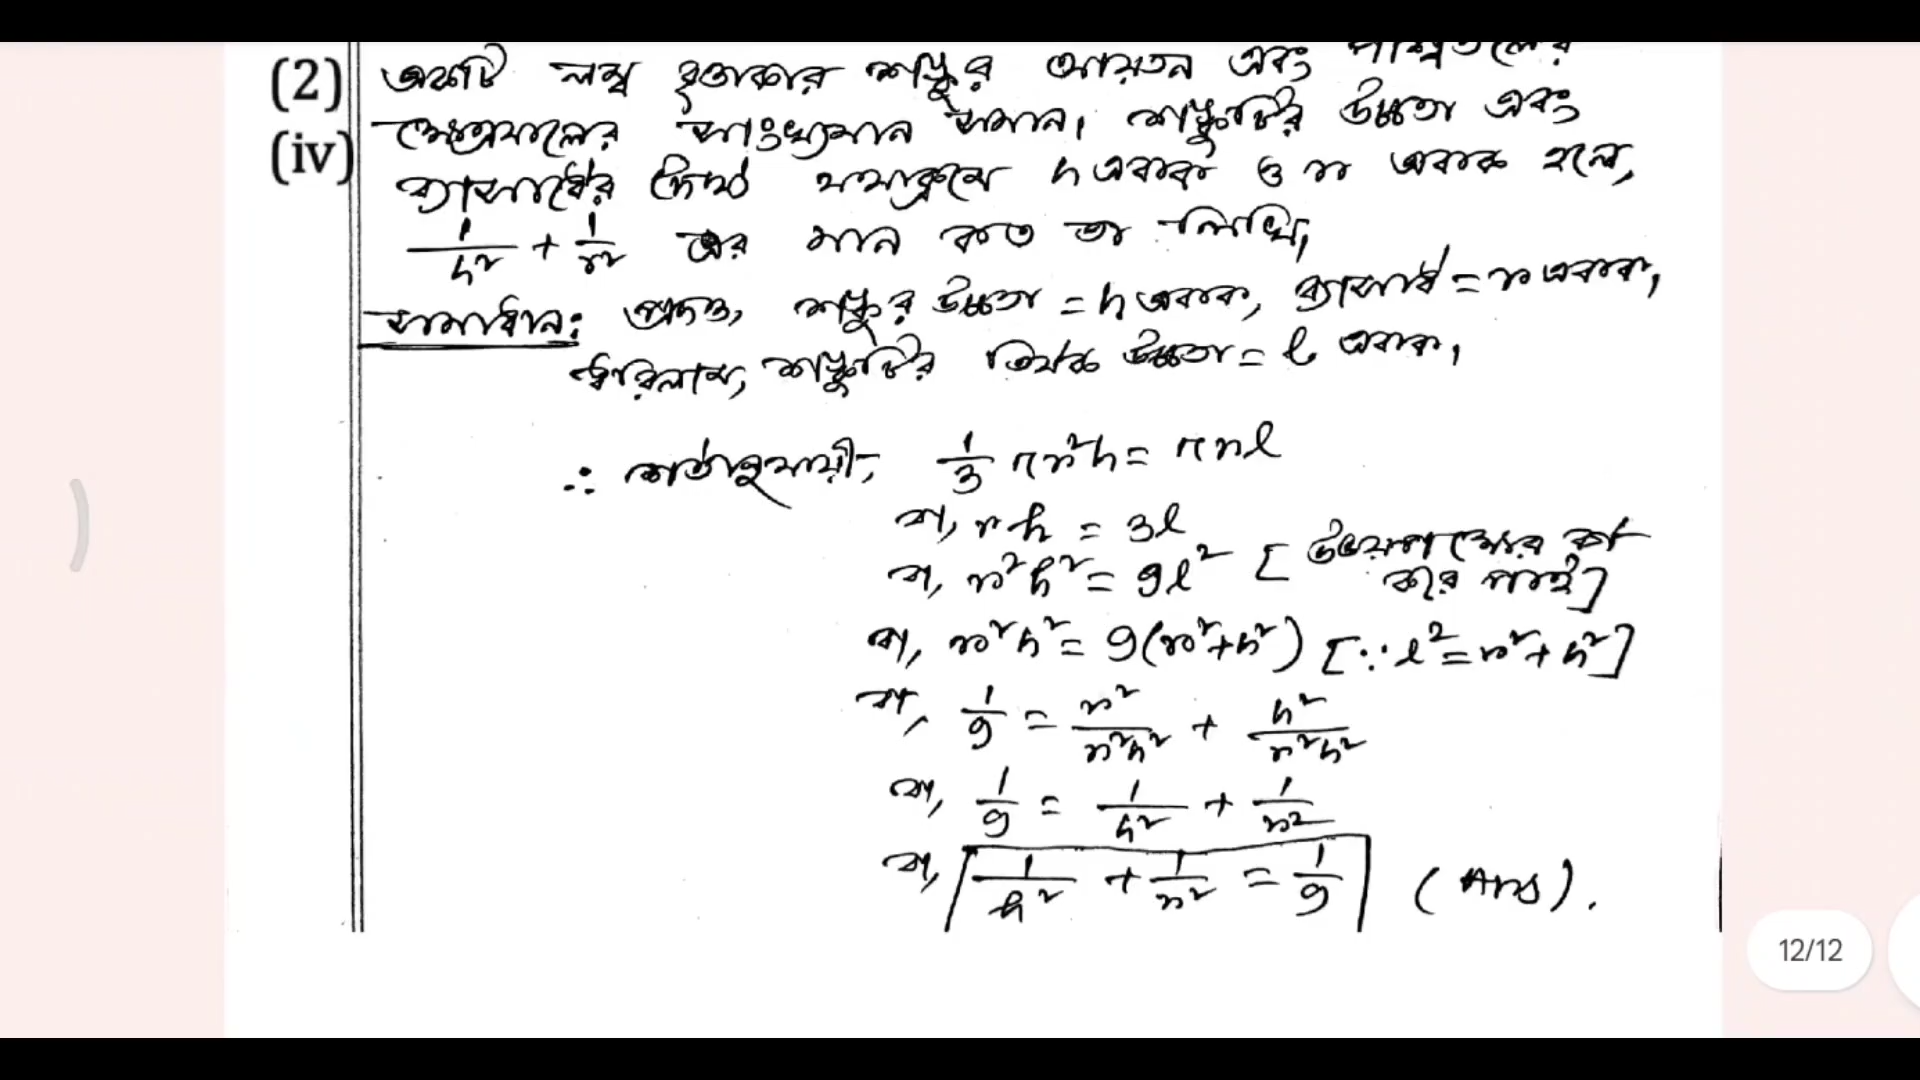 (2) একটি লম্ব বৃত্তাকার শঙ্কুর আয়তন এবং পার্শ্বতলের
(iv) ক্ষেত্রফলের সাংখ্যমান সমান। শঙ্কুটির উচ্চতা এবং
ব্যাসার্ধের দৈর্ঘ্য যথাক্রমে h একক ও r একক হলে,
1/h² + 1/r² এর মান কত তা লিখি।
সমাধান: প্রদত্ত, শঙ্কুর উচ্চতা = h একক, ব্যাসার্ধ = r একক,
ধরিলাম, শঙ্কুটির তির্যক উচ্চতা = l একক।
∴ শর্তানুযায়ী, 1/3 πr²h = πrl
বা, rh = 3l
বা, r²h² = 9l² [উভয়পক্ষের বর্গ
করে পাই]
বা, r²h² = 9(r²+h²) [∵ l² = r²+h²]
বা, 1/9 = r²/r²h² + h²/r²h²
বা, 1/9 = 1/h² + 1/r²
বা, 1/h² + 1/r² = 1/9 (Ans).
12/12